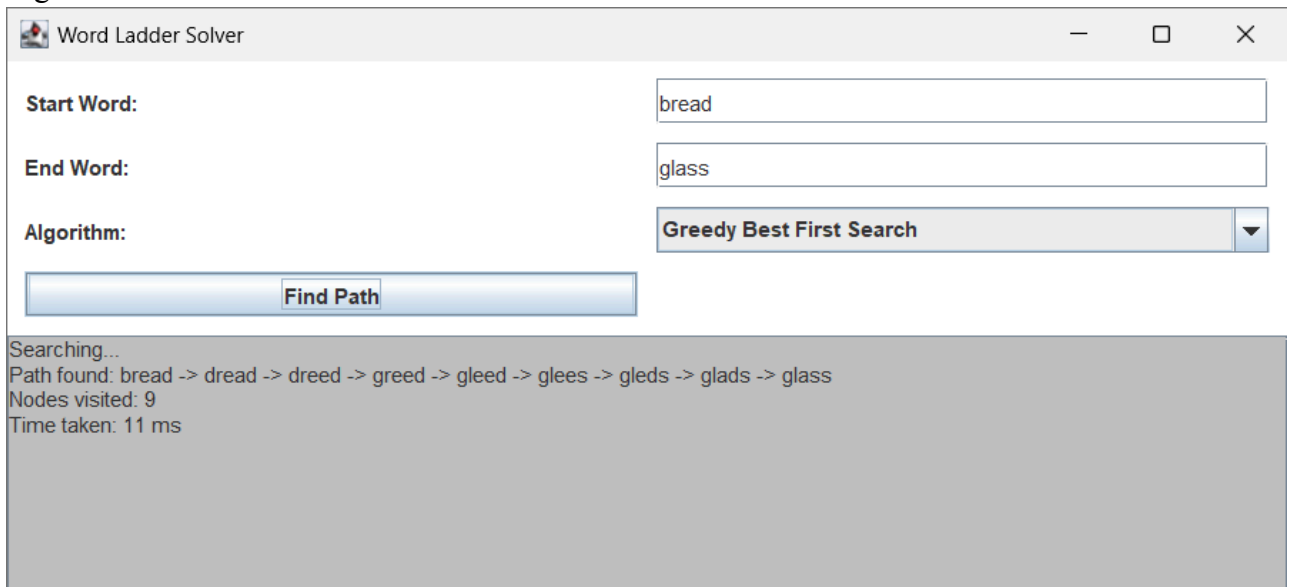 Word Ladder Solver
Start Word: bread
End Word: glass
Algorithm: Greedy Best First Search
Find Path
Searching...
Path found: bread -> dread -> dreed -> greed -> gleed -> glees -> gleds -> glads -> glass
Nodes visited: 9
Time taken: 11 ms